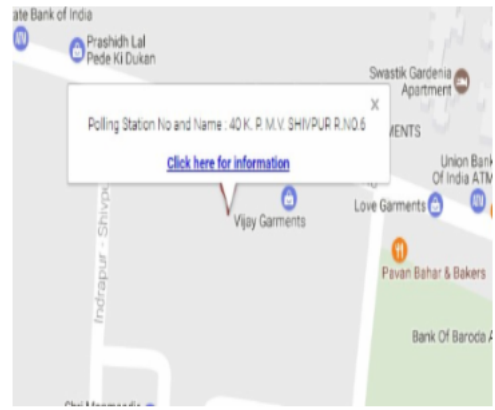 ate Bank of India
Prashidh Lal
Pede Ki Dukan
Swastik Gardenia
Apartment
×
Polling Station No and Name : 40 K. P. M.V. SHIVPUR R.NO.6
MENTS
Click here for information
Union Bank
Of India ATM
Love Garments
Vijay Garments
Indrapur - Shivpu
Pavan Bahar & Bakers
Bank Of Baroda A